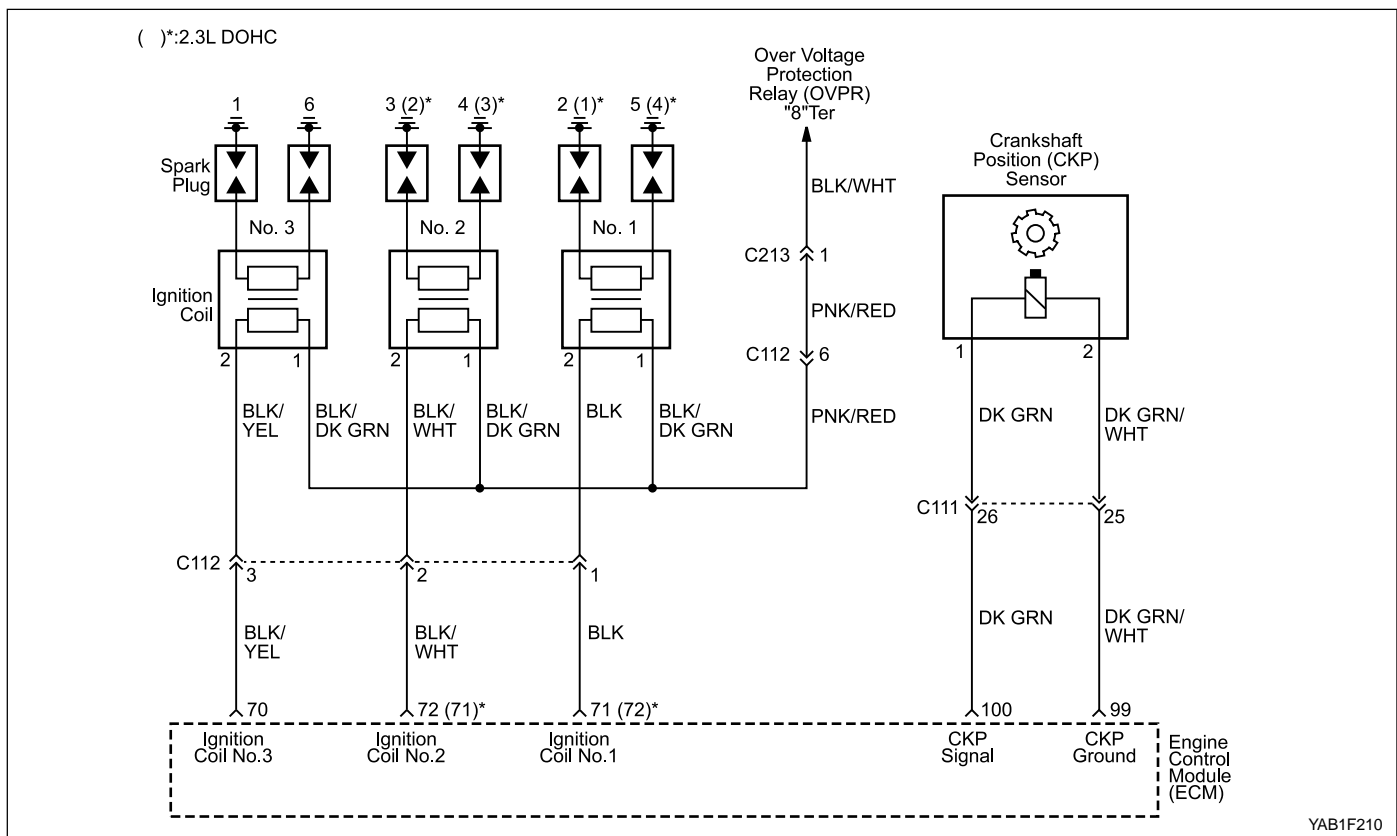 ( )*:2.3L DOHC
Over Voltage
Protection
Relay (OVPR)
"8"Ter
1 6 3 (2)* 4 (3)* 2 (1)* 5 (4)*
Crankshaft
Position (CKP)
Sensor
Spark
Plug
BLK/WHT
No. 3 No. 2 No. 1
C213 1
Ignition
Coil
PNK/RED
2 1 2 1 2 1
C112 6
1 2
BLK/
YEL
BLK/
DK GRN
BLK/
WHT
BLK/
DK GRN
BLK
BLK/
DK GRN
PNK/RED
DK GRN
DK GRN/
WHT
C111 26 25
C112 3 2 1
BLK/
YEL
BLK/
WHT
BLK
DK GRN
DK GRN/
WHT
70 72 (71)* 71 (72)* 100 99
Ignition
Coil No.3
Ignition
Coil No.2
Ignition
Coil No.1
CKP
Signal
CKP
Ground
Engine
Control
Module
(ECM)
YAB1F210